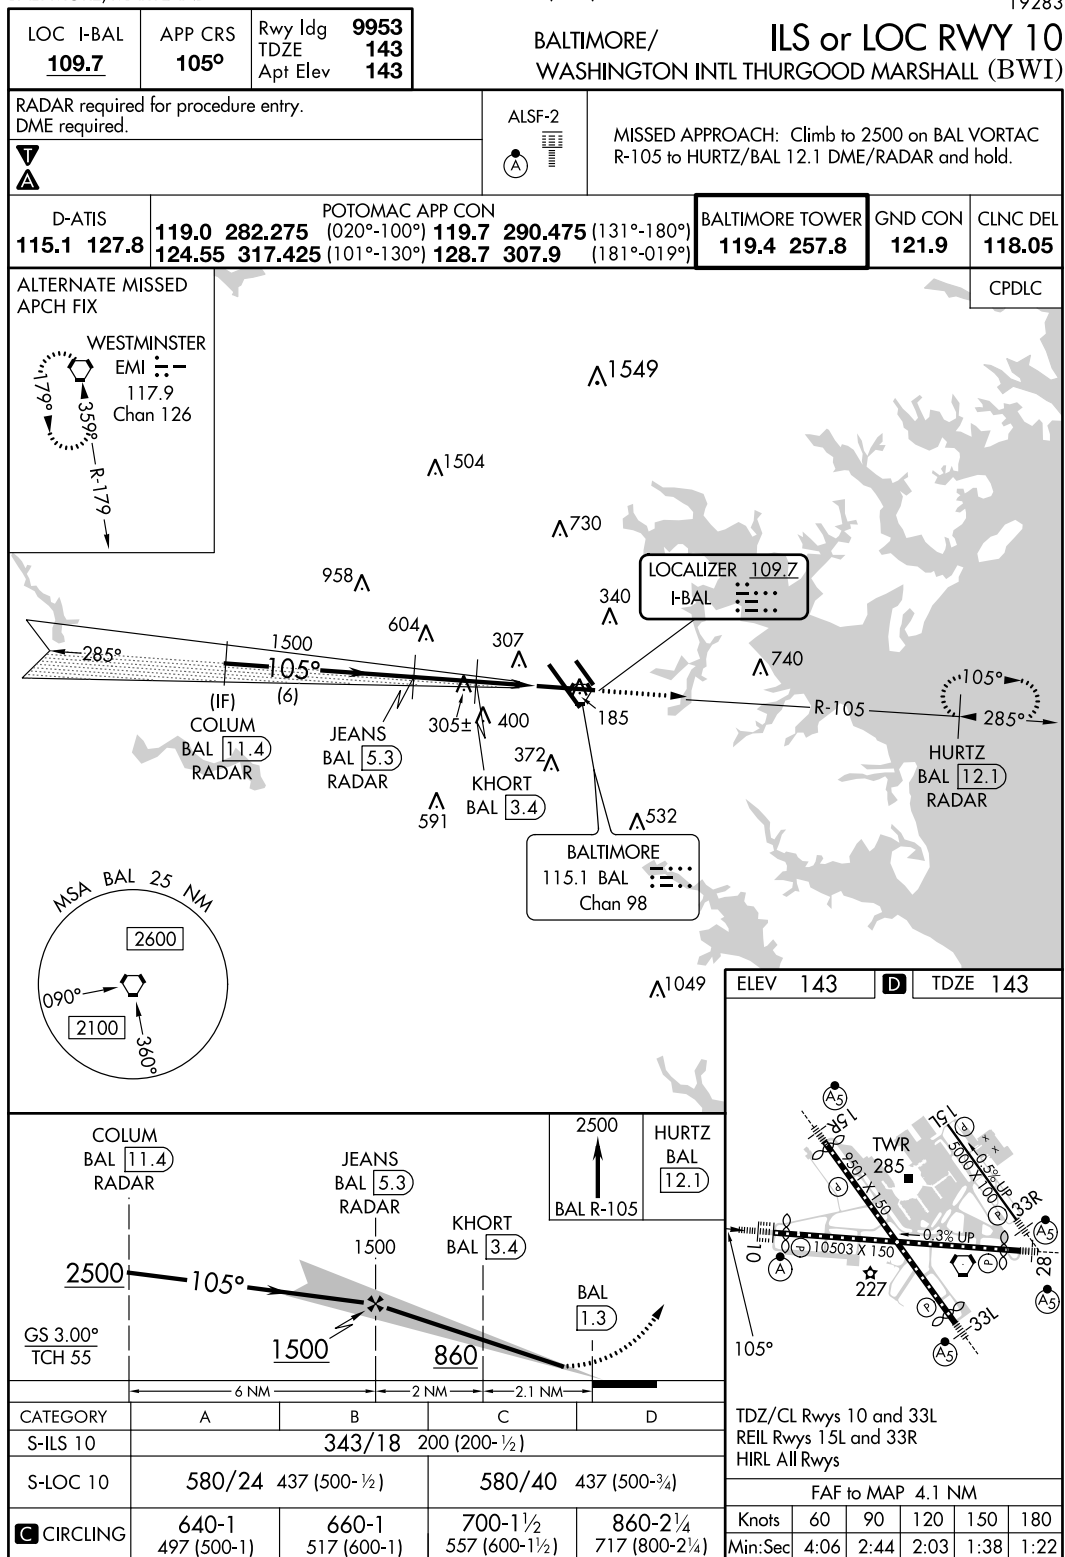 19283
LOC I-BAL
109.7
APP CRS
105°
Rwy ldg 9953
TDZE 143
Apt Elev 143
BALTIMORE/
WASHINGTON INTL THURGOOD MARSHALL (BWI)
ILS or LOC RWY 10
RADAR required for procedure entry.
DME required.
T
A
ALSF-2
A
MISSED APPROACH: Climb to 2500 on BAL VORTAC
R-105 to HURTZ/BAL 12.1 DME/RADAR and hold.
D-ATIS
115.1 127.8
POTOMAC APP CON
119.0 282.275 (020°-100°) 119.7 290.475 (131°-180°)
124.55 317.425 (101°-130°) 128.7 307.9 (181°-019°)
BALTIMORE TOWER
119.4 257.8
GND CON
121.9
CLNC DEL
118.05
CPDLC
ALTERNATE MISSED
APCH FIX
WESTMINSTER
EMI
117.9
Chan 126
179°
359°
R-179
1549
1504
730
958
LOCALIZER 109.7
I-BAL
340
604
307
740
285°
1500
105°
(6)
(IF)
COLUM
BAL 11.4
RADAR
JEANS
BAL 5.3
RADAR
305±
400
KHORT
BAL 3.4
185
372
591
532
R-105
105°
285°
HURTZ
BAL 12.1
RADAR
BALTIMORE
115.1 BAL
Chan 98
MSA BAL 25 NM
2600
090°
2100
360°
1049
ELEV 143
D
TDZE 143
A5
15R
15L
P
TWR
285
9501 X 150
5000 X 100
0.5% UP
33R
A5
P
P
10
P
10503 X 150
0.3% UP
P
28
A
227
P
33L
A5
A5
105°
TDZ/CL Rwys 10 and 33L
REIL Rwys 15L and 33R
HIRL All Rwys
FAF to MAP 4.1 NM
Knots 60 90 120 150 180
Min:Sec 4:06 2:44 2:03 1:38 1:22
COLUM
BAL 11.4
RADAR
JEANS
BAL 5.3
RADAR
1500
KHORT
BAL 3.4
2500
BAL R-105
HURTZ
BAL
12.1
2500
105°
BAL
1.3
GS 3.00°
TCH 55
1500
860
6 NM
2 NM
2.1 NM
CATEGORY A B C D
S-ILS 10 343/18 200 (200-½)
S-LOC 10 580/24 437 (500-½) 580/40 437 (500-¾)
C CIRCLING
640-1
497 (500-1)
660-1
517 (600-1)
700-1½
557 (600-1½)
860-2¼
717 (800-2¼)